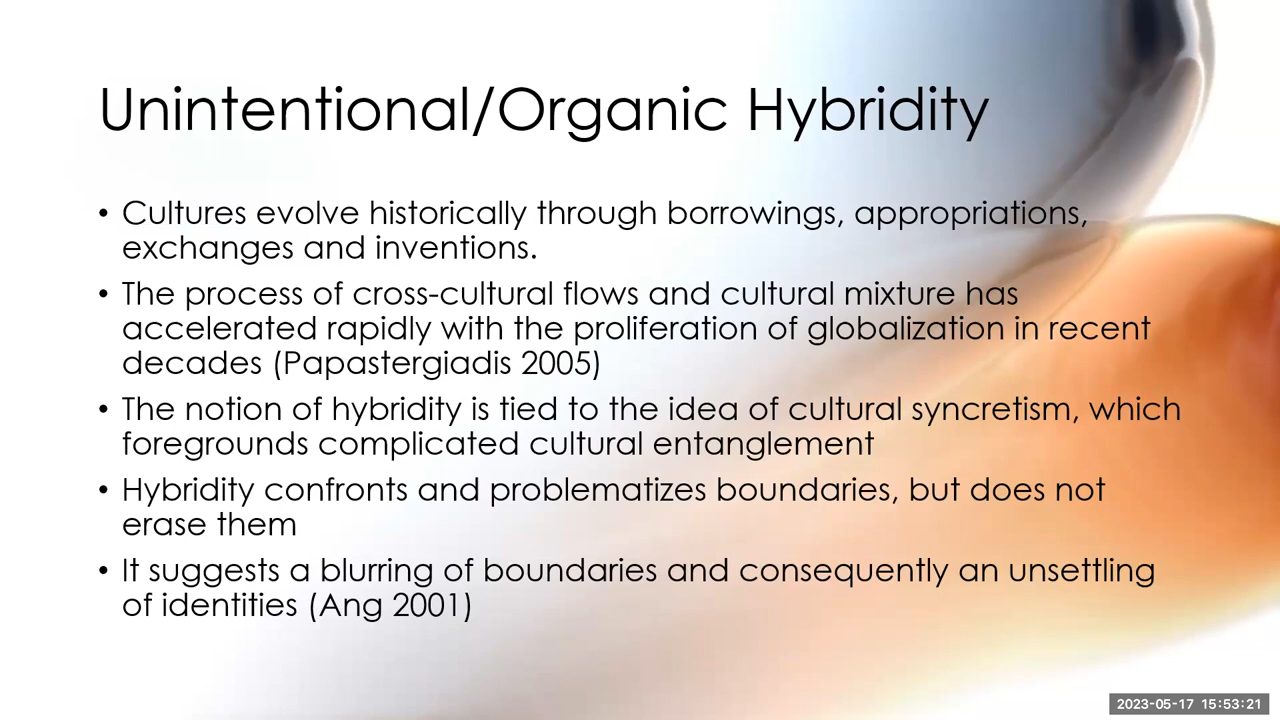 Unintentional/Organic Hybridity
• Cultures evolve historically through borrowings, appropriations,
exchanges and inventions.
• The process of cross-cultural flows and cultural mixture has
accelerated rapidly with the proliferation of globalization in recent
decades (Papastergiadis 2005)
• The notion of hybridity is tied to the idea of cultural syncretism, which
foregrounds complicated cultural entanglement
• Hybridity confronts and problematizes boundaries, but does not
erase them
• It suggests a blurring of boundaries and consequently an unsettling
of identities (Ang 2001)
2023-05-17 15:53:21